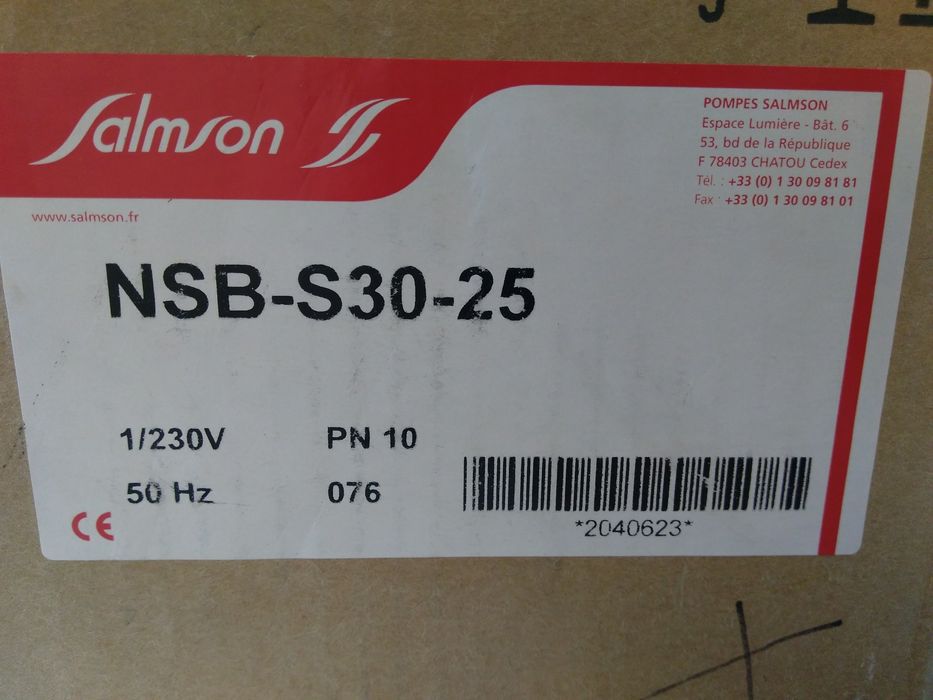 Salmson
POMPES SALMSON
Espace Lumière - Bât. 6
53, bd de la République
F 78403 CHATOU Cedex
Tél. : +33 (0) 1 30 09 81 81
Fax : +33 (0) 1 30 09 81 01
www.salmson.fr
NSB-S30-25
1/230V
PN 10
50 Hz
076
CE
*2040623*